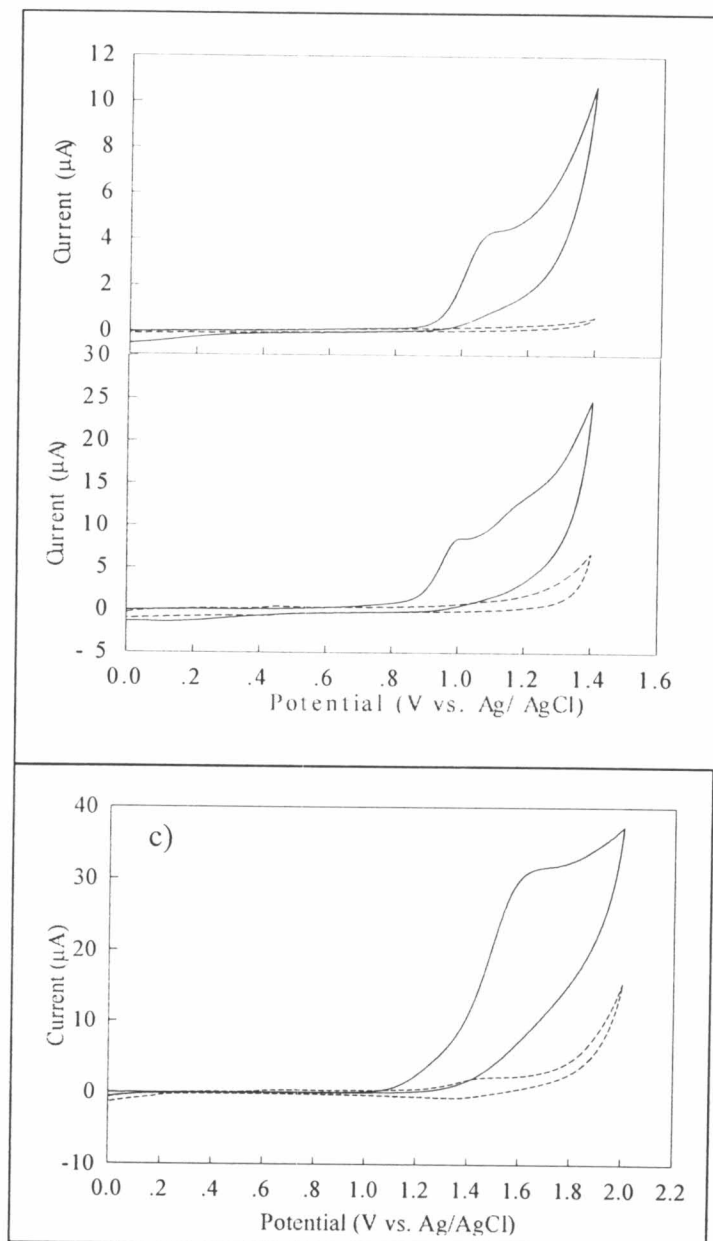 12
10
8
6
4
2
0
Current (μA)
30
25
20
15
10
5
0
- 5
Current (μA)
0.0 .2 .4 .6 .8 1.0 1.2 1.4 1.6
Potential (V vs. Ag/ AgCl)
c)
40
30
20
10
0
-10
Current (μA)
0.0 .2 .4 .6 .8 1.0 1.2 1.4 1.6 1.8 2.0 2.2
Potential (V vs. Ag/AgCl)